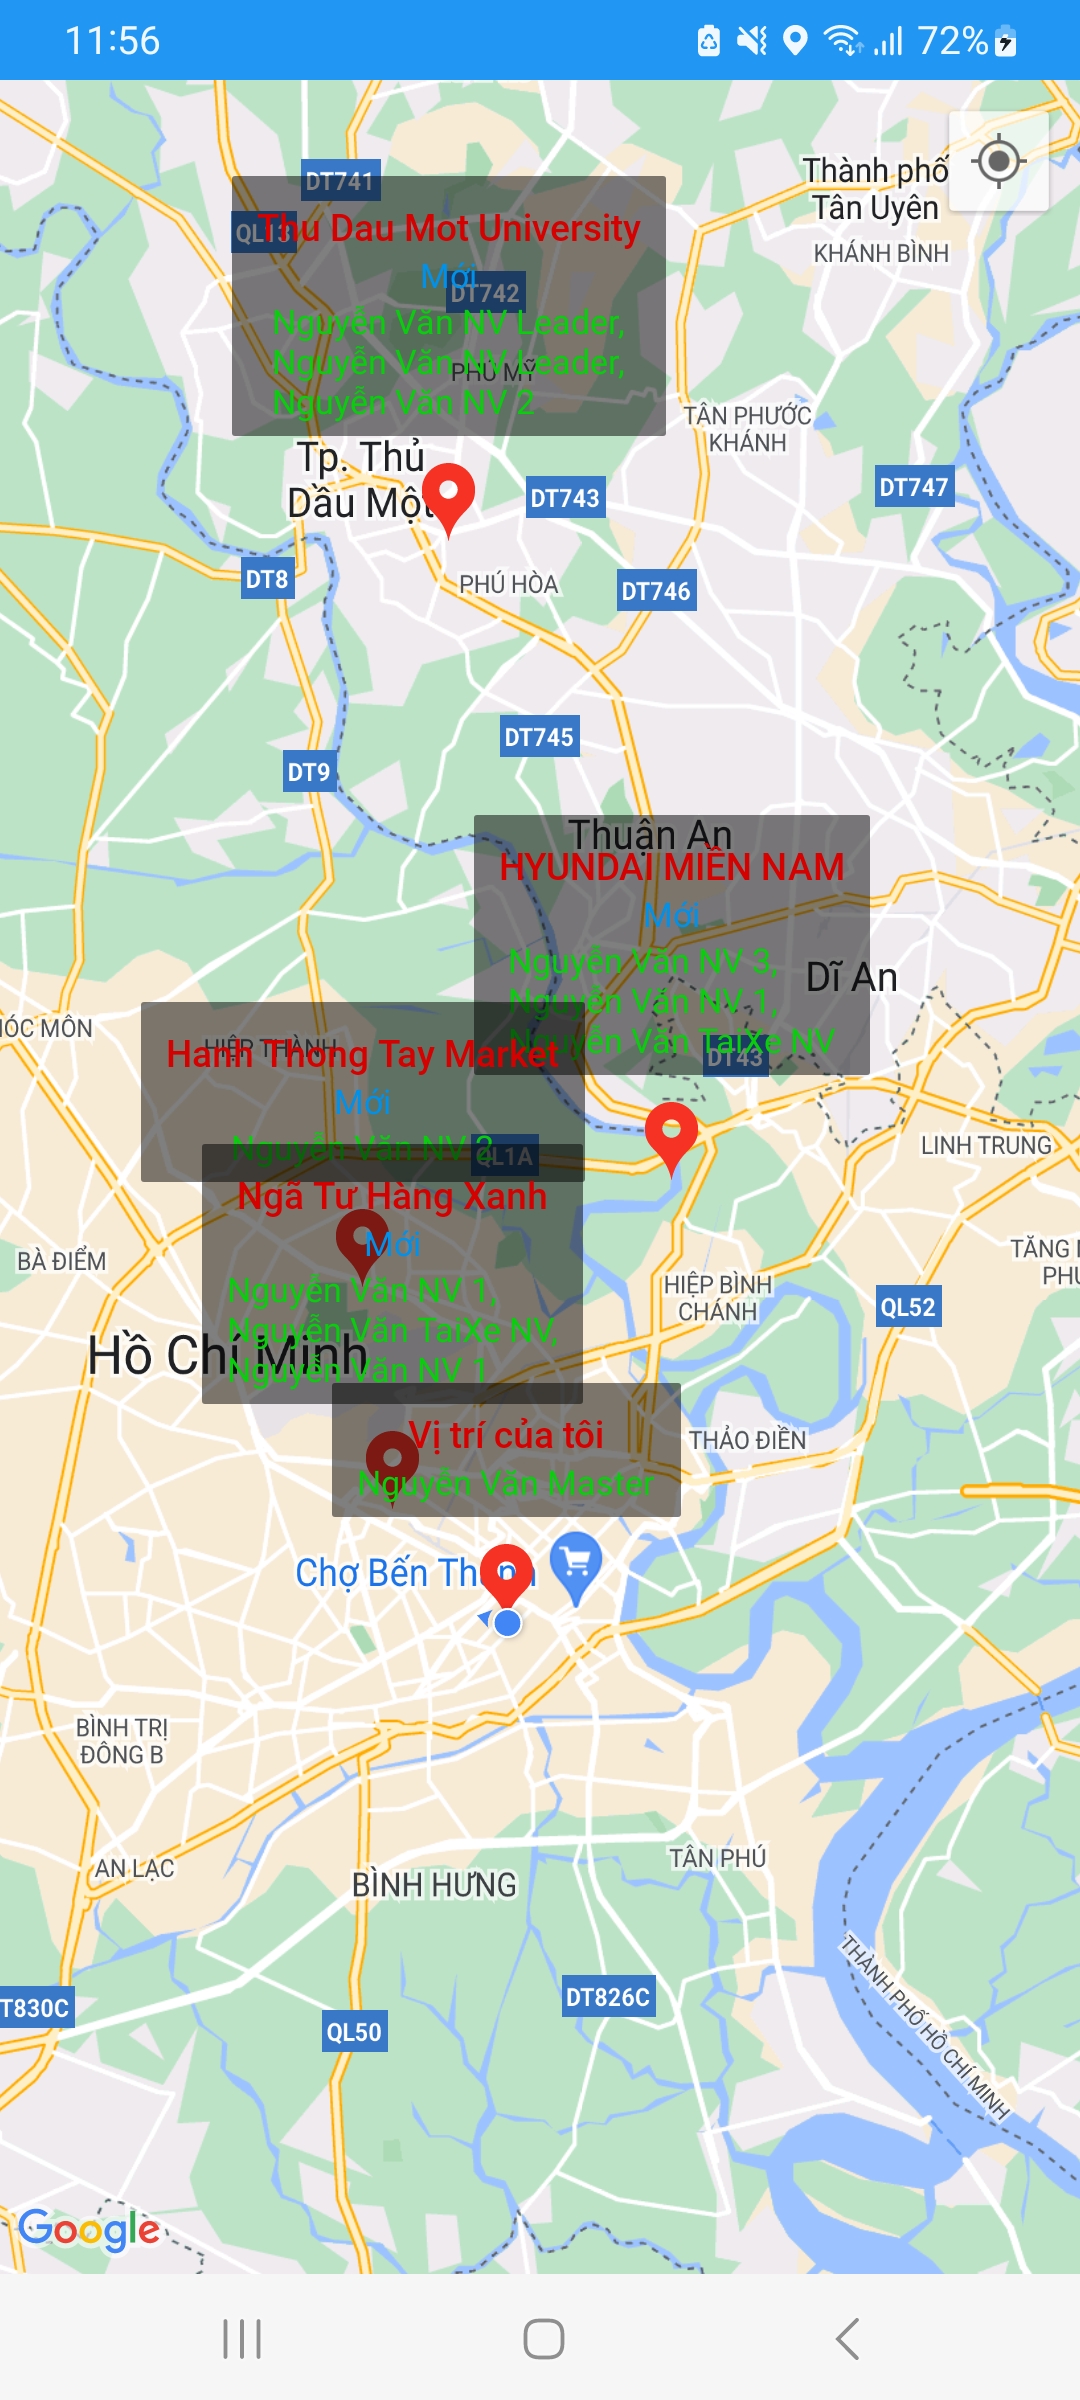 11:56
72%
Thành phố
Tân Uyên
KHÁNH BÌNH
DT741
QL13
Thu Dau Mot University
Mới
DT742
Nguyễn Văn NV Leader,
Nguyễn Văn NV Leader,
PHÚ MỸ
Nguyễn Văn NV 2
TÂN PHƯỚC
KHÁNH
Tp. Thủ
Dầu Một
DT743
DT747
DT8
PHÚ HÒA
DT746
DT745
DT9
Thuận An
HYUNDAI MIỀN NAM
Mới
Nguyễn Văn NV 3,
Dĩ An
Nguyễn Văn NV 1,
Nguyễn Văn TaiXe NV
DT43
ÓC MÔN
HIỆP THÀNH
Hanh Thong Tay Market
Mới
Nguyễn Văn NV 2
QL1A
LINH TRUNG
Ngã Tư Hàng Xanh
Mới
BÀ ĐIỂM
TĂNG
PHÚ
HIỆP BÌNH
CHÁNH
Nguyễn Văn NV 1,
QL52
Nguyễn Văn TaiXe NV,
Hồ Chí Minh
Nguyễn Văn NV 1
Vị trí của tôi
THẢO ĐIỀN
Nguyễn Văn Master
Chợ Bến Thành
BÌNH TRỊ
ĐÔNG B
AN LẠC
TÂN PHÚ
BÌNH HƯNG
THÀNH PHỐ HỒ CHÍ MINH
T830C
DT826C
QL50
Google